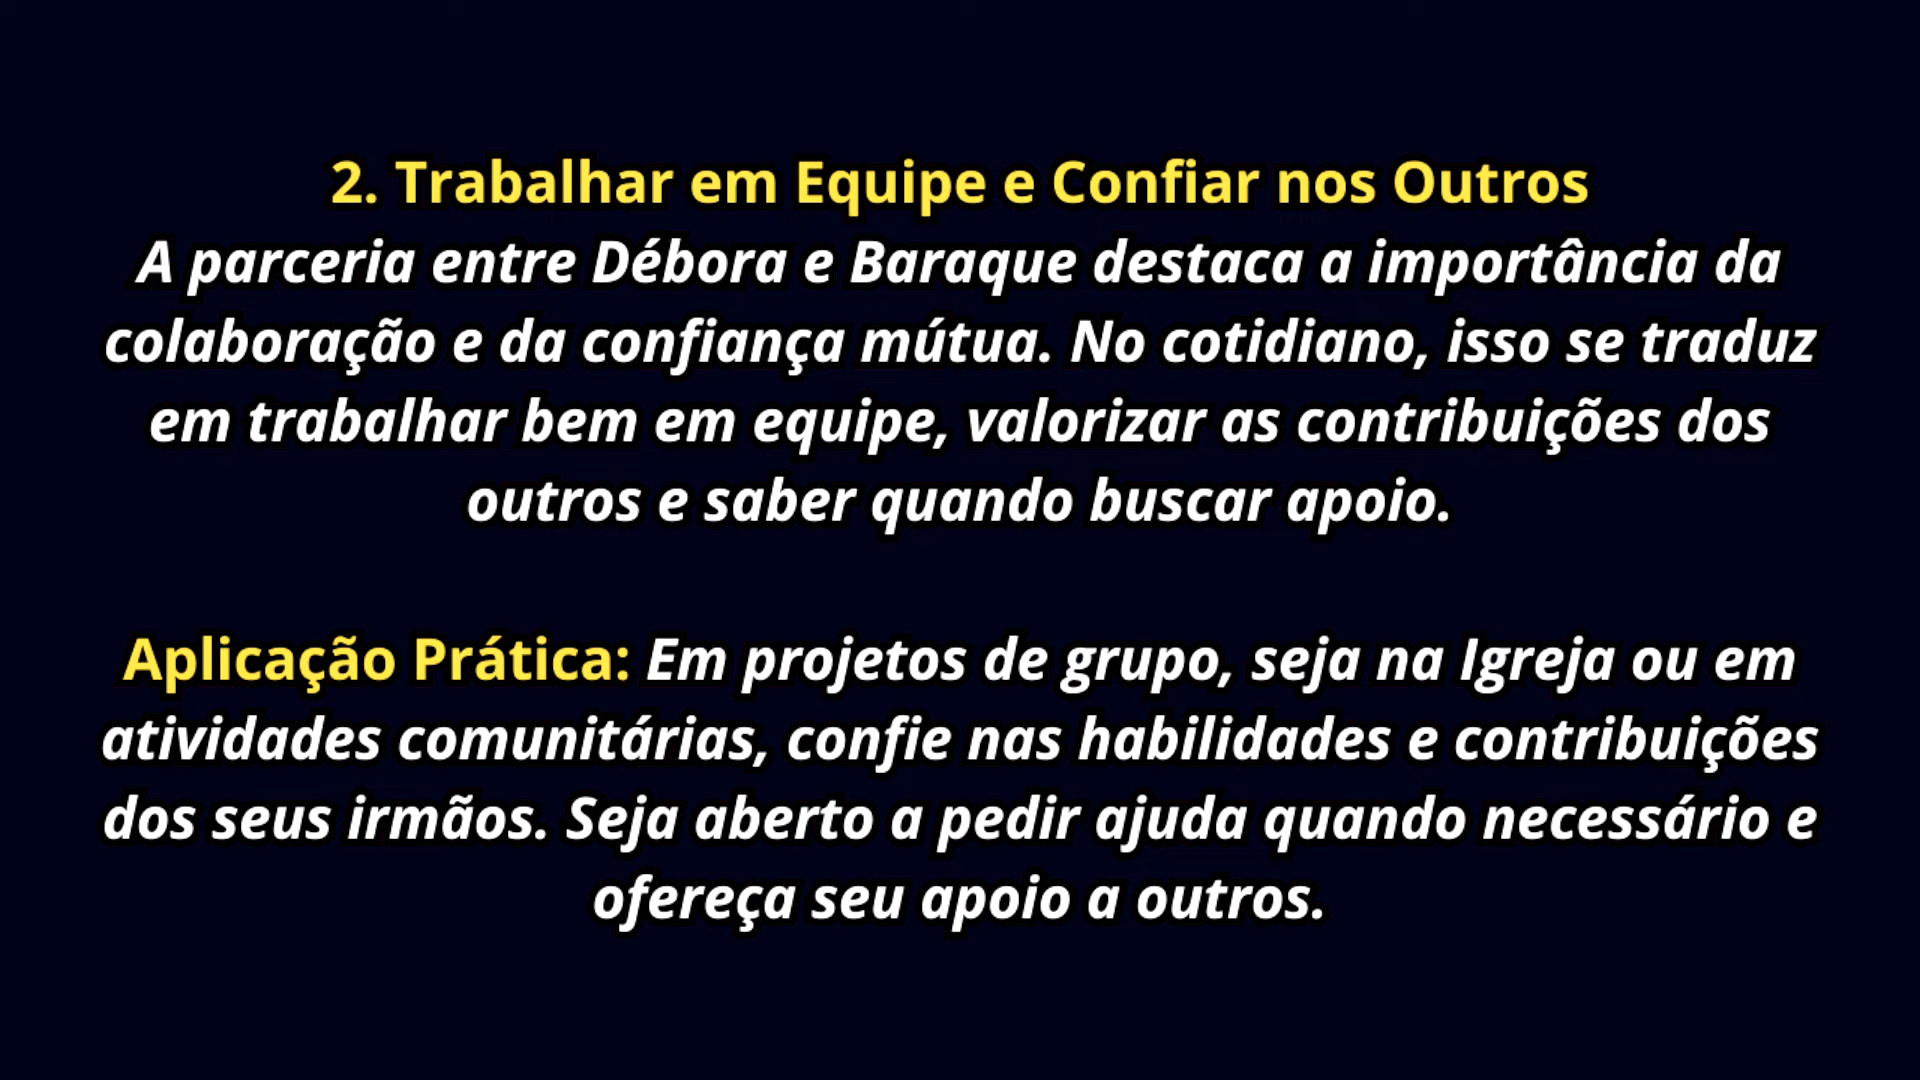 2. Trabalhar em Equipe e Confiar nos Outros
A parceria entre Débora e Baraque destaca a importância da
colaboração e da confiança mútua. No cotidiano, isso se traduz
em trabalhar bem em equipe, valorizar as contribuições dos
outros e saber quando buscar apoio.
Aplicação Prática: Em projetos de grupo, seja na Igreja ou em
atividades comunitárias, confie nas habilidades e contribuições
dos seus irmãos. Seja aberto a pedir ajuda quando necessário e
ofereça seu apoio a outros.